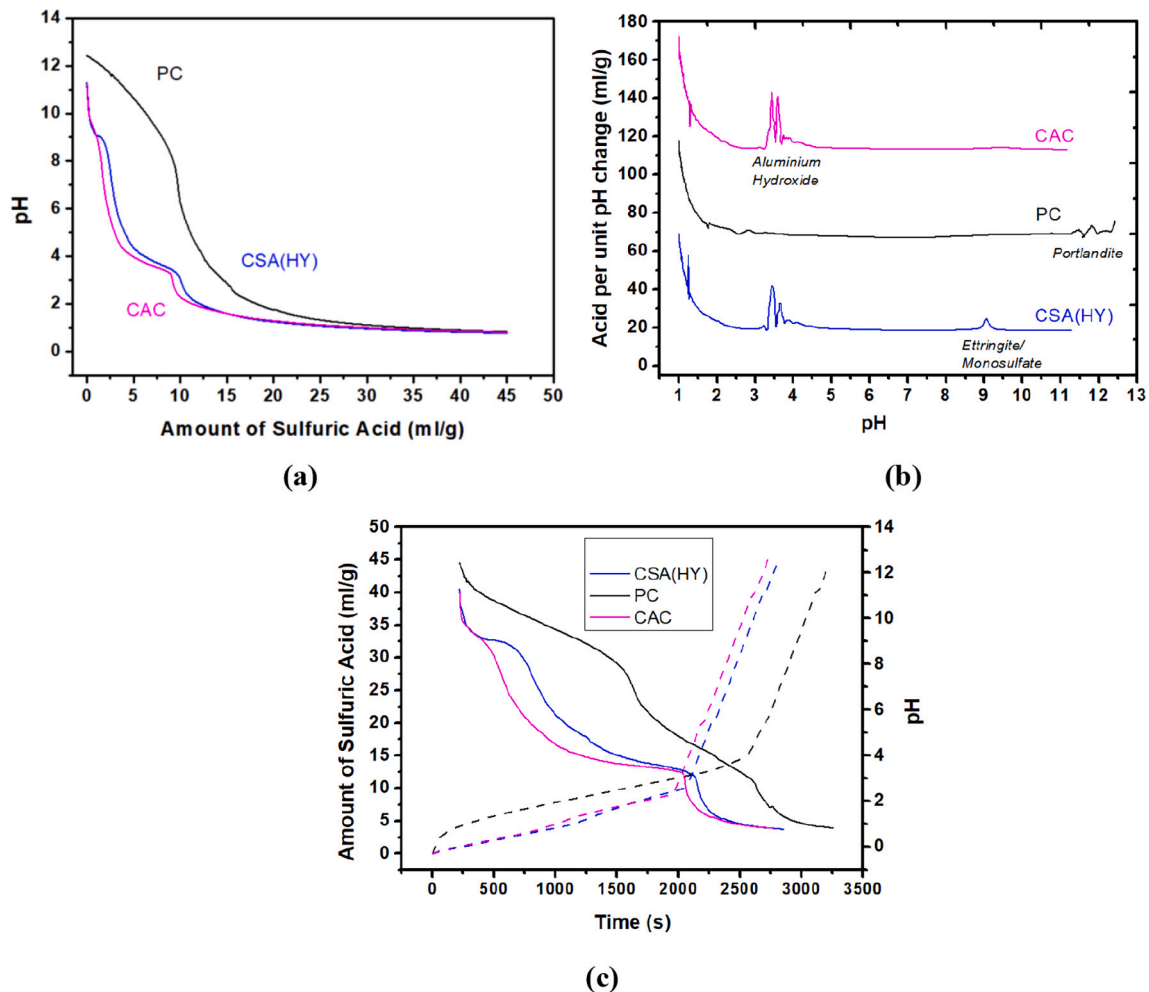 14
12
10
8
6
4
2
0
pH
PC
CSA(HY)
CAC
0 5 10 15 20 25 30 35 40 45 50
Amount of Sulfuric Acid (ml/g)
(a)
180
160
140
120
100
80
60
40
20
0
Acid per unit pH change (ml/g)
CAC
Aluminium
Hydroxide
PC
Portlandite
CSA(HY)
Ettringite/
Monosulfate
1 2 3 4 5 6 7 8 9 10 11 12 13
pH
(b)
50
45
40
35
30
25
20
15
10
5
0
Amount of Sulfuric Acid (ml/g)
CSA(HY)
PC
CAC
14
12
10
8
6
4
2
0
pH
0 500 1000 1500 2000 2500 3000 3500
Time (s)
(c)